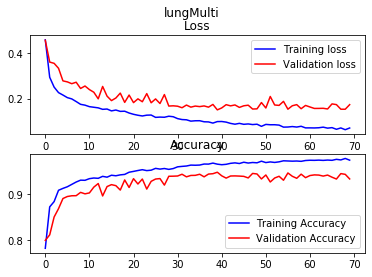 lungMulti
Loss
0.4
0.2
Training loss
Validation loss
0 10 20 30 40 50 60 70
Accuracy
0.9
0.8
Training Accuracy
Validation Accuracy
0 10 20 30 40 50 60 70